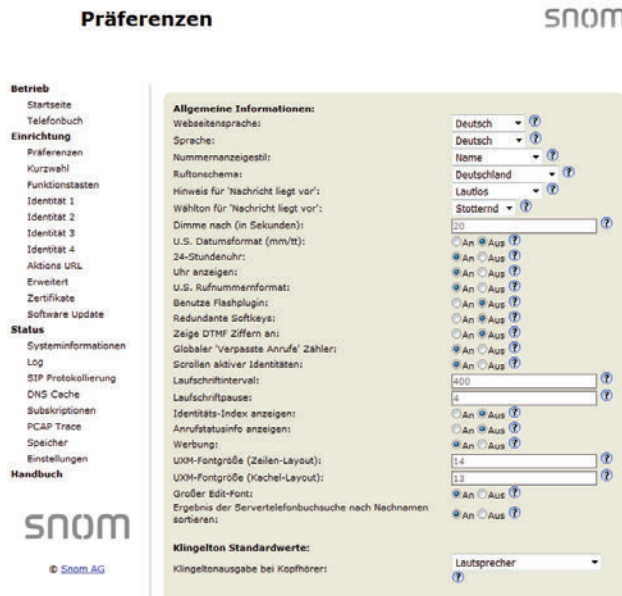 Präferenzen
snom
Betrieb
Startseite
Telefonbuch
Einrichtung
Präferenzen
Kurzwahl
Funktionstasten
Identität 1
Identität 2
Identität 3
Identität 4
Aktions URL
Erweitert
Zertifikate
Software Update
Status
Systeminformationen
Log
SIP Protokollierung
DNS Cache
Subskriptionen
PCAP Trace
Speicher
Einstellungen
Handbuch
snom
© Snom AG
Allgemeine Informationen:
Webseitensprache: Deutsch ?
Sprache: Deutsch ?
Nummernanzeigestil: Name ?
Ruftonschema: Deutschland ?
Hinweis für 'Nachricht liegt vor': Lautlos ?
Wählton für 'Nachricht liegt vor': Stotternd ?
Dimme nach (in Sekunden): 20 ?
U.S. Datumsformat (mm/tt): An Aus ?
24-Stundenuhr: An Aus ?
Uhr anzeigen: An Aus ?
U.S. Rufnummernformat: An Aus ?
Benutze Flashplugin: An Aus ?
Redundante Softkeys: An Aus ?
Zeige DTMF Ziffern an: An Aus ?
Globaler 'Verpasste Anrufe' Zähler: An Aus ?
Scrollen aktiver Identitäten: An Aus ?
Laufschriftinterval: 400 ?
Laufschriftpause: 4 ?
Identitäts-Index anzeigen: An Aus ?
Anrufstatusinfo anzeigen: An Aus ?
Werbung: An Aus ?
UXM-Fontgröße (Zeilen-Layout): 14 ?
UXM-Fontgröße (Kachel-Layout): 13 ?
Großer Edit-Font: An Aus ?
Ergebnis der Servertelefonbuchsuche nach Nachnamen
sortieren: An Aus ?
Klingelton Standardwerte:
Klingeltonausgabe bei Kopfhörer: Lautsprecher
?